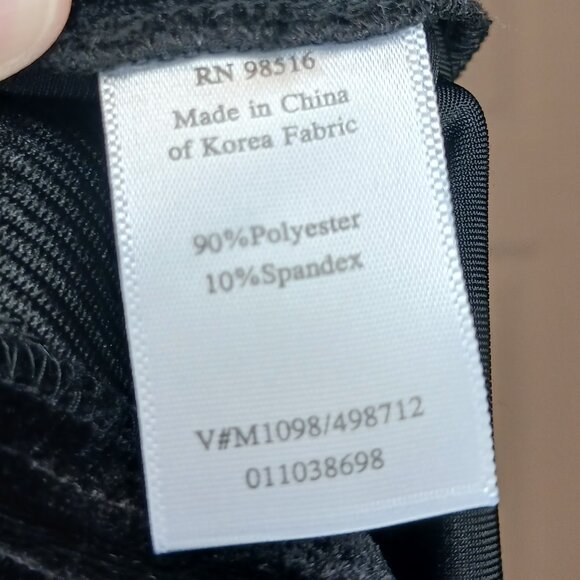 RN 98516
Made in China
of Korea Fabric
90%Polyester
10%Spandex
V#M1098/498712
011038698